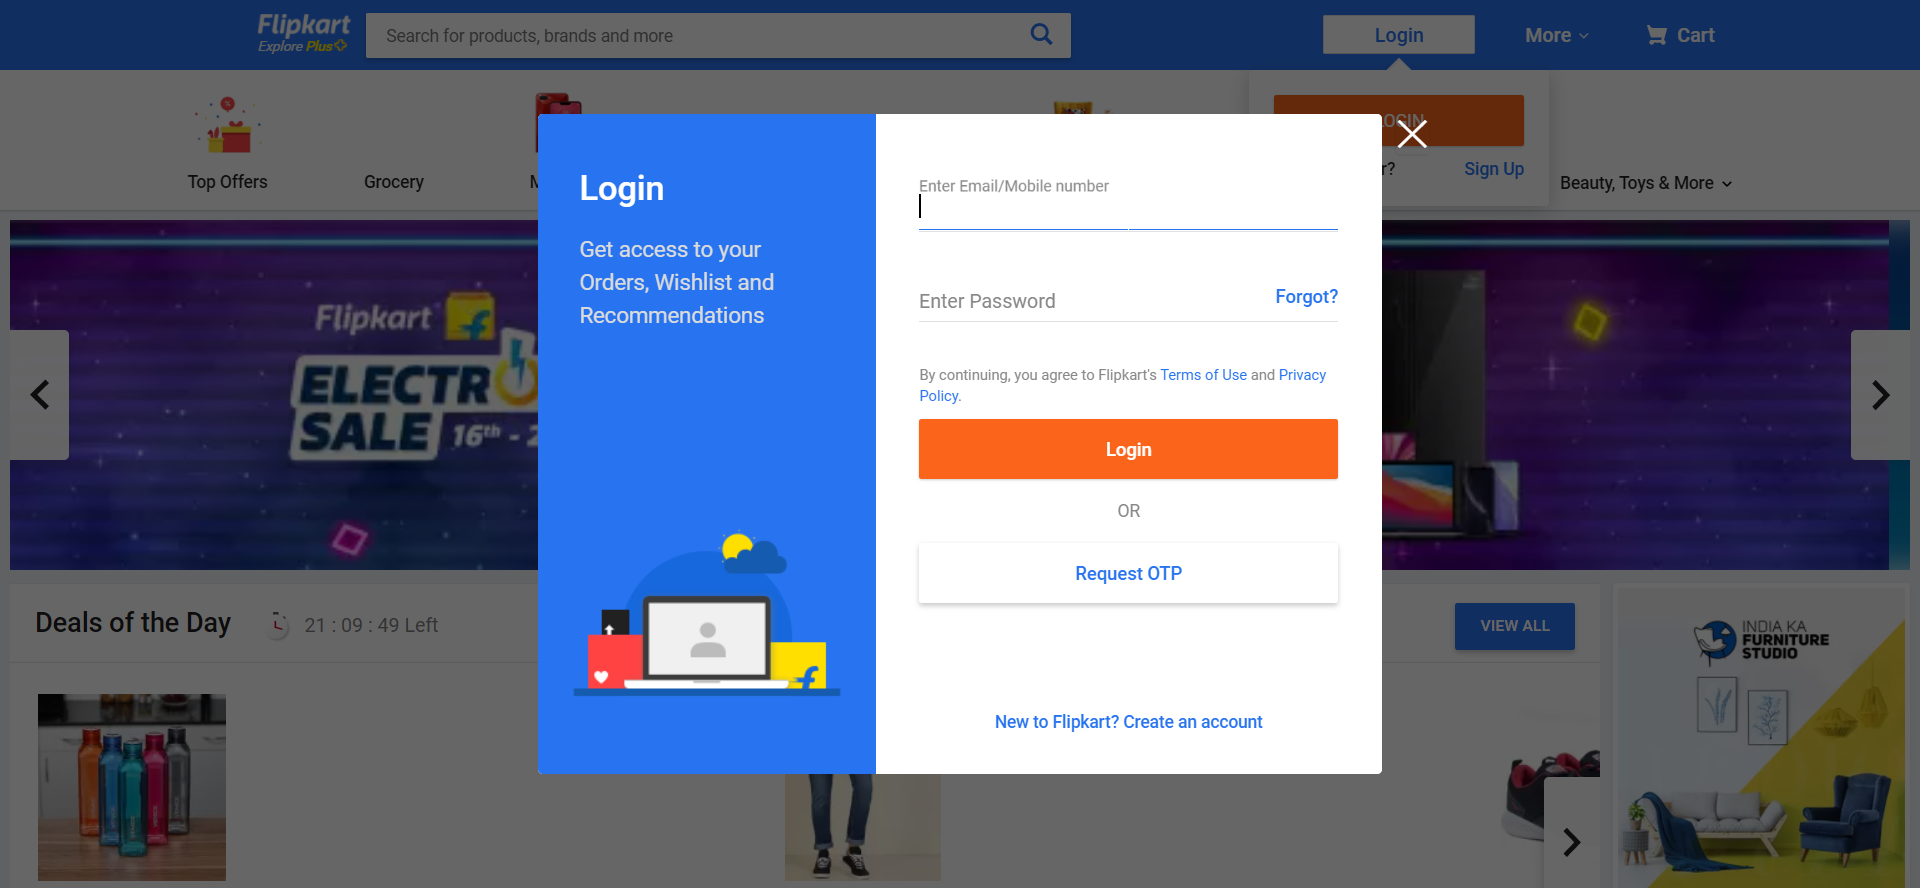 Flipkart
Explore Plus
Search for products, brands and more
Login
More
Cart
LOGIN
r?
Sign Up
Top Offers
Grocery
M
Beauty, Toys & More
Flipkart
ELECTR
SALE 16th - 2
Login
Get access to your
Orders, Wishlist and
Recommendations
Enter Email/Mobile number
Enter Password
Forgot?
By continuing, you agree to Flipkart's Terms of Use and Privacy
Policy.
Login
OR
Request OTP
New to Flipkart? Create an account
Deals of the Day
21 : 09 : 49 Left
VIEW ALL
INDIA KA
FURNITURE
STUDIO